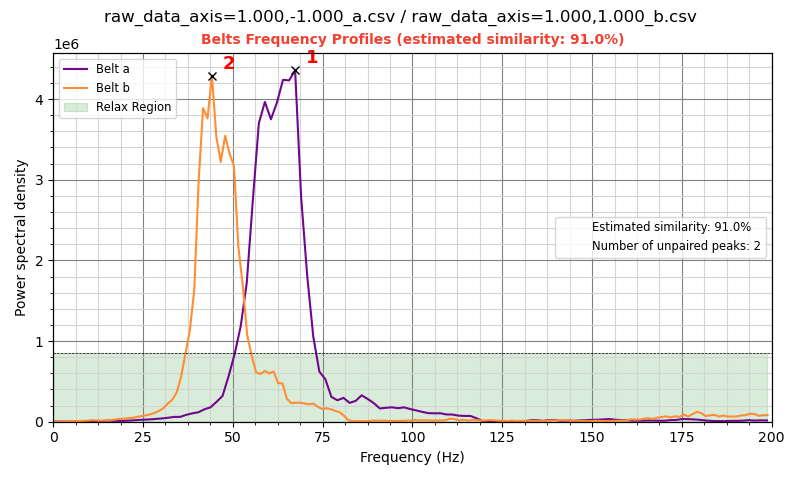 raw_data_axis=1.000,-1.000_a.csv / raw_data_axis=1.000,1.000_b.csv
Belts Frequency Profiles (estimated similarity: 91.0%)
1e6
Belt a
Belt b
Relax Region
2
1
Estimated similarity: 91.0%
Number of unpaired peaks: 2
Power spectral density
4
3
2
1
0
0 25 50 75 100 125 150 175 200
Frequency (Hz)